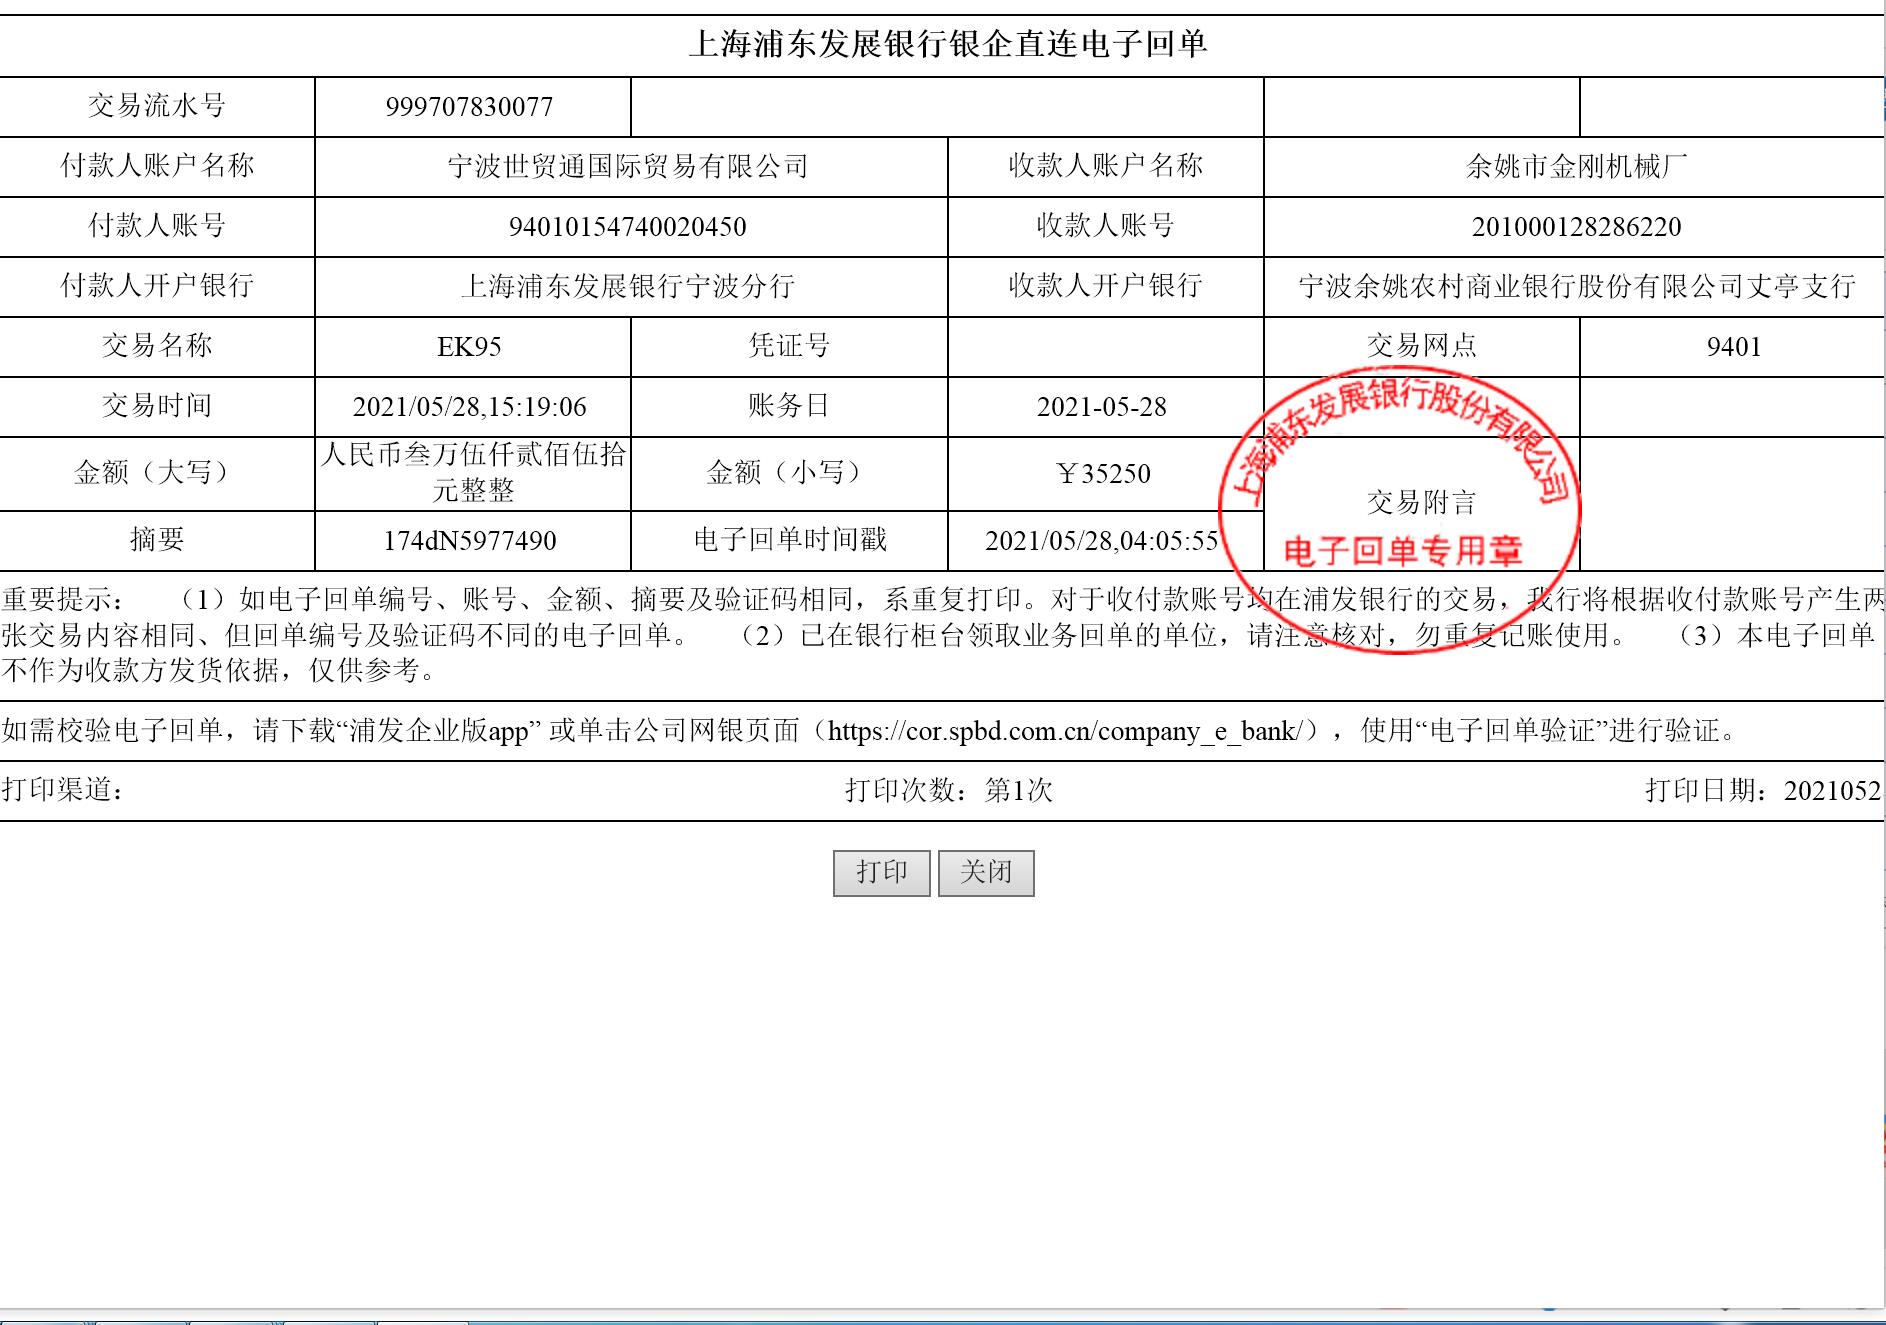 上海浦东发展银行银企直连电子回单
交易流水号 999707830077
付款人账户名称 宁波世贸通国际贸易有限公司 收款人账户名称 余姚市金刚机械厂
付款人账号 94010154740020450 收款人账号 201000128286220
付款人开户银行 上海浦东发展银行宁波分行 收款人开户银行 宁波余姚农村商业银行股份有限公司丈亭支行
交易名称 EK95 凭证号 交易网点 9401
交易时间 2021/05/28,15:19:06 账务日 2021-05-28
上海浦东发展银行股份有限公司
金额（大写） 人民币叁万伍仟贰佰伍拾
元整整 金额（小写） ￥35250
交易附言
摘要 174dN5977490 电子回单时间戳 2021/05/28,04:05:55
电子回单专用章
重要提示： （1）如电子回单编号、账号、金额、摘要及验证码相同，系重复打印。对于收付款账号均在浦发银行的交易，我行将根据收付款账号产生两
张交易内容相同、但回单编号及验证码不同的电子回单。 （2）已在银行柜台领取业务回单的单位，请注意核对，勿重复记账使用。 （3）本电子回单
不作为收款方发货依据，仅供参考。
如需校验电子回单，请下载“浦发企业版app” 或单击公司网银页面（https://cor.spbd.com.cn/company_e_bank/），使用“电子回单验证”进行验证。
打印渠道： 打印次数：第1次 打印日期：2021052
打印 关闭